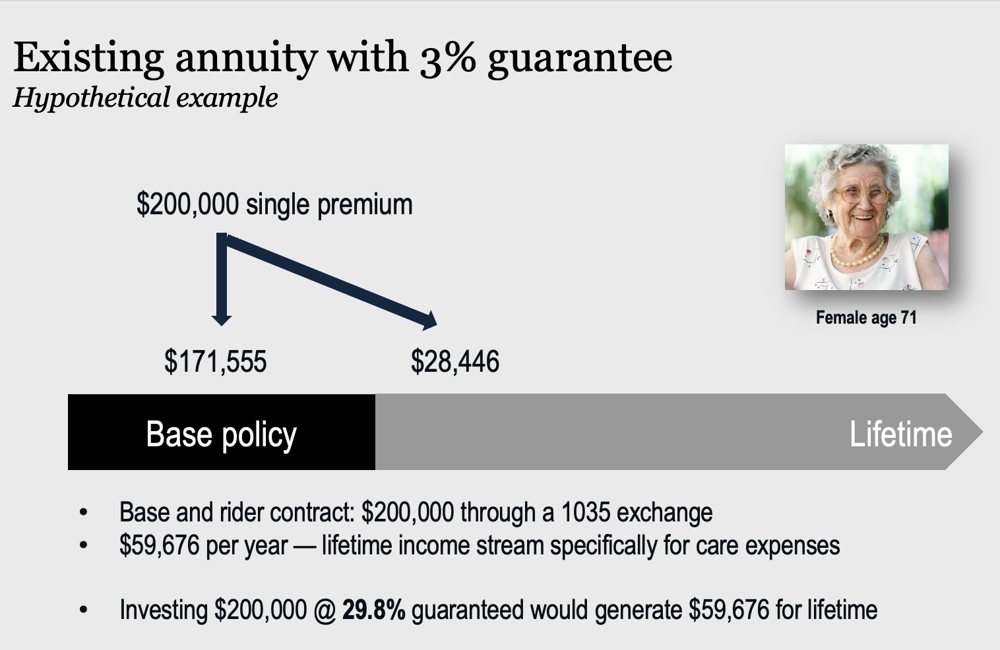 Existing annuity with 3% guarantee
Hypothetical example
$200,000 single premium
Female age 71
$171,555
$28,446
Base policy
Lifetime
• Base and rider contract: $200,000 through a 1035 exchange
• $59,676 per year — lifetime income stream specifically for care expenses
• Investing $200,000 @ 29.8% guaranteed would generate $59,676 for lifetime